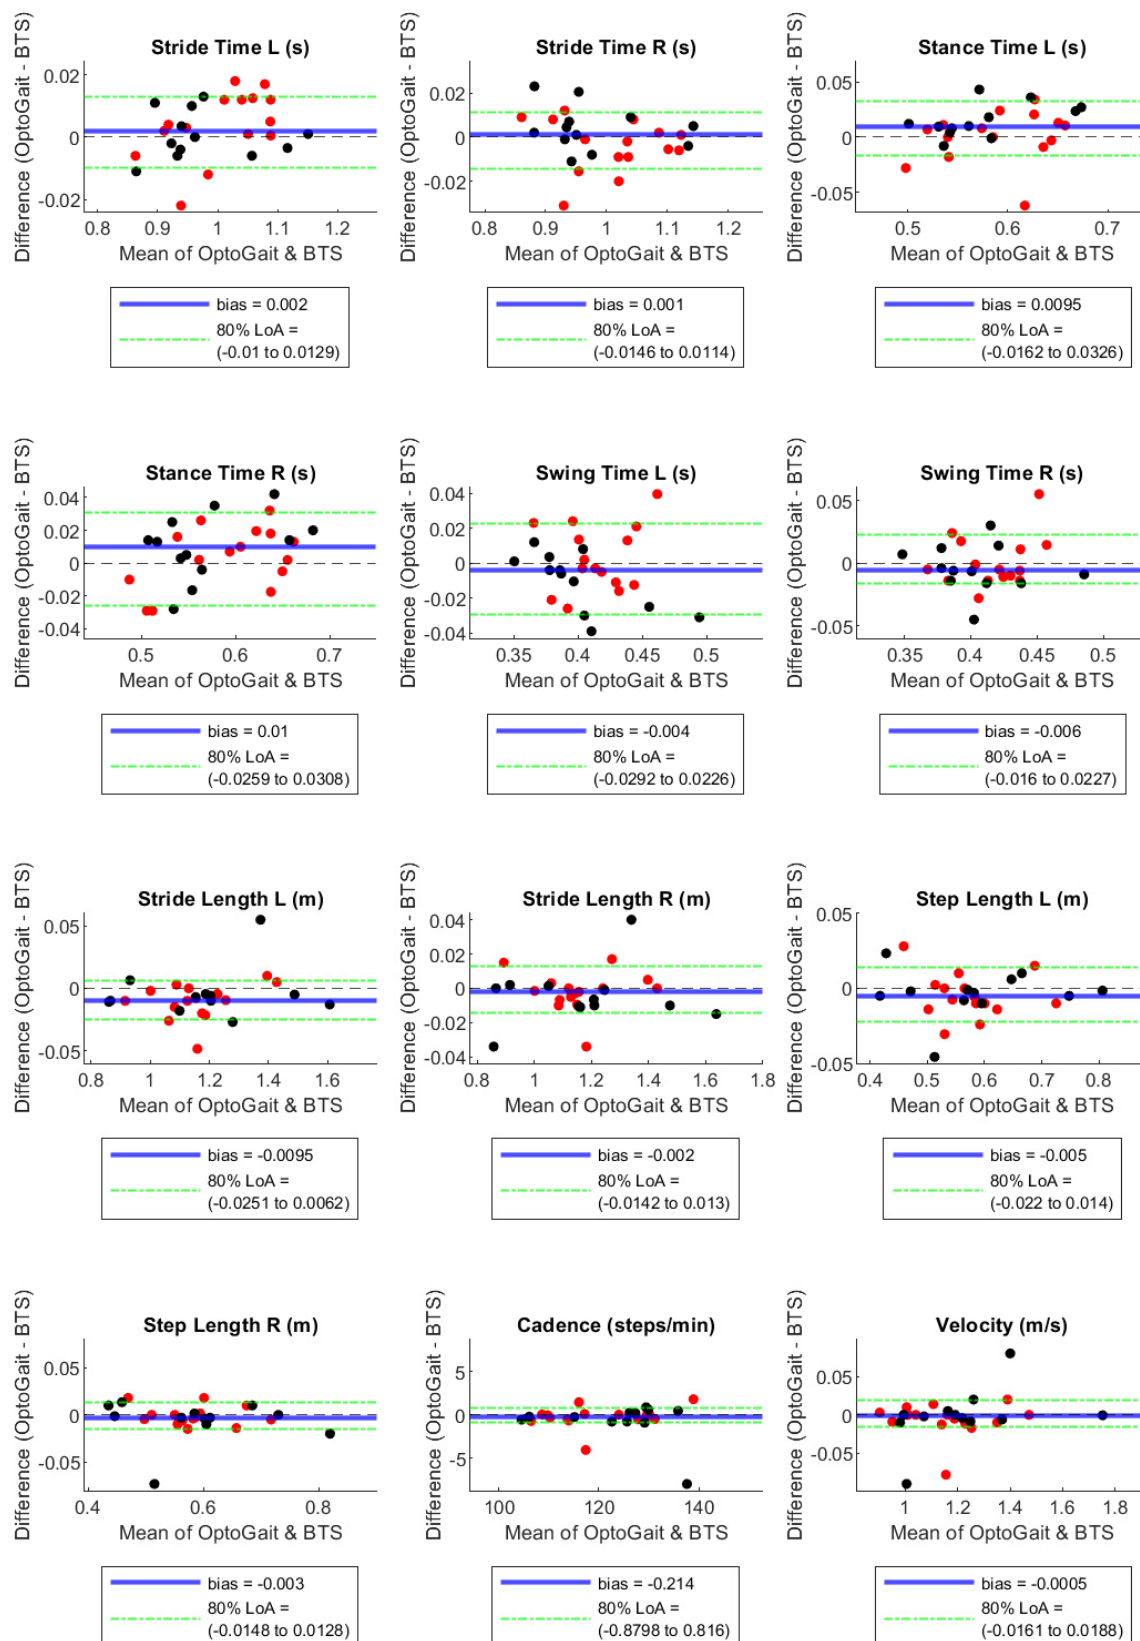 Stride Time L (s)
Difference (OptoGait - BTS)
0.02
0
-0.02
0.8 0.9 1 1.1 1.2
Mean of OptoGait & BTS
bias = 0.002
80% LoA =
(-0.01 to 0.0129)
Stride Time R (s)
Difference (OptoGait - BTS)
0.02
0
-0.02
0.8 0.9 1 1.1 1.2
Mean of OptoGait & BTS
bias = 0.001
80% LoA =
(-0.0146 to 0.0114)
Stance Time L (s)
Difference (OptoGait - BTS)
0.05
0
-0.05
0.5 0.6 0.7
Mean of OptoGait & BTS
bias = 0.0095
80% LoA =
(-0.0162 to 0.0326)
Stance Time R (s)
Difference (OptoGait - BTS)
0.04
0.02
0
-0.02
-0.04
0.5 0.6 0.7
Mean of OptoGait & BTS
bias = 0.01
80% LoA =
(-0.0259 to 0.0308)
Swing Time L (s)
Difference (OptoGait - BTS)
0.04
0.02
0
-0.02
-0.04
0.35 0.4 0.45 0.5
Mean of OptoGait & BTS
bias = -0.004
80% LoA =
(-0.0292 to 0.0226)
Swing Time R (s)
Difference (OptoGait - BTS)
0.05
0
-0.05
0.35 0.4 0.45 0.5
Mean of OptoGait & BTS
bias = -0.006
80% LoA =
(-0.016 to 0.0227)
Stride Length L (m)
Difference (OptoGait - BTS)
0.05
0
-0.05
0.8 1 1.2 1.4 1.6
Mean of OptoGait & BTS
bias = -0.0095
80% LoA =
(-0.0251 to 0.0062)
Stride Length R (m)
Difference (OptoGait - BTS)
0.04
0.02
0
-0.02
-0.04
0.8 1 1.2 1.4 1.6 1.8
Mean of OptoGait & BTS
bias = -0.002
80% LoA =
(-0.0142 to 0.013)
Step Length L (m)
Difference (OptoGait - BTS)
0.05
0
-0.05
0.4 0.5 0.6 0.7 0.8
Mean of OptoGait & BTS
bias = -0.005
80% LoA =
(-0.022 to 0.014)
Step Length R (m)
Difference (OptoGait - BTS)
0.05
0
-0.05
0.4 0.6 0.8
Mean of OptoGait & BTS
bias = -0.003
80% LoA =
(-0.0148 to 0.0128)
Cadence (steps/min)
Difference (OptoGait - BTS)
5
0
-5
100 120 140
Mean of OptoGait & BTS
bias = -0.214
80% LoA =
(-0.8798 to 0.816)
Velocity (m/s)
Difference (OptoGait - BTS)
0.05
0
-0.05
1 1.2 1.4 1.6 1.8
Mean of OptoGait & BTS
bias = -0.0005
80% LoA =
(-0.0161 to 0.0188)